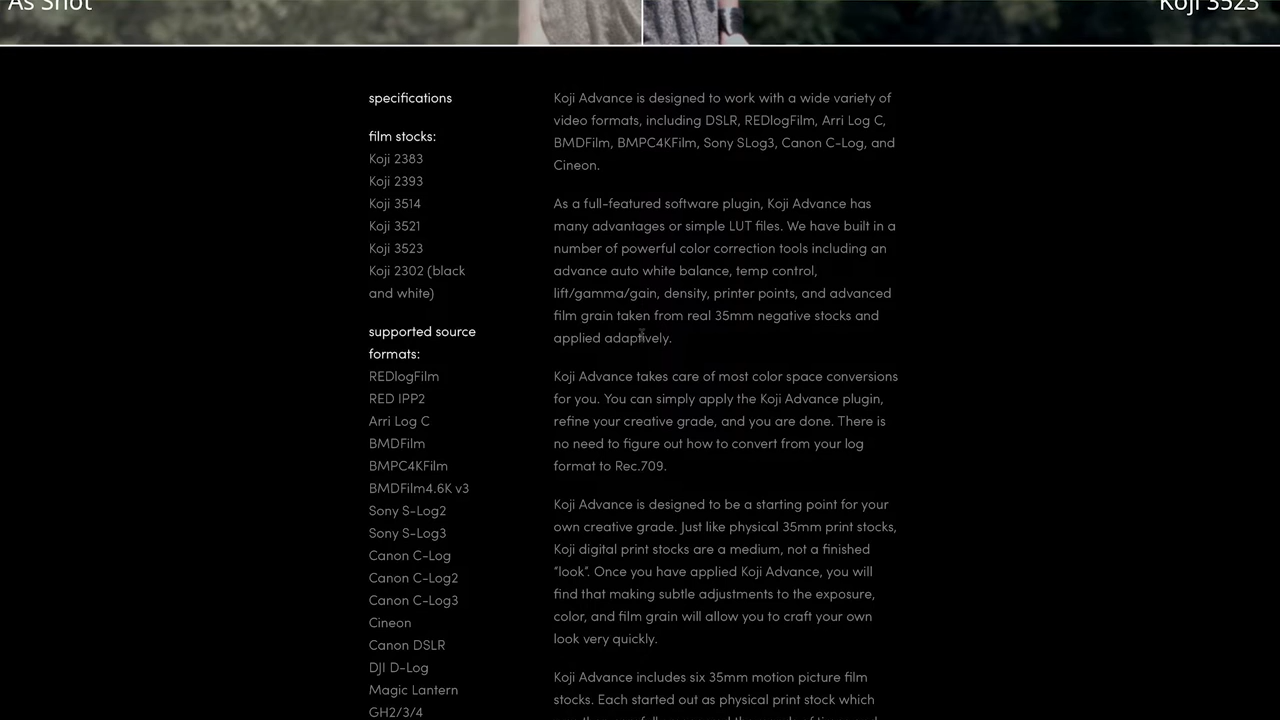 As Shot
Koji 3523
specifications
film stocks:
Koji 2383
Koji 2393
Koji 3514
Koji 3521
Koji 3523
Koji 2302 (black
and white)
supported source
formats:
REDlogFilm
RED IPP2
Arri Log C
BMDFilm
BMPC4KFilm
BMDFilm4.6K v3
Sony S-Log2
Sony S-Log3
Canon C-Log
Canon C-Log2
Canon C-Log3
Cineon
Canon DSLR
DJI D-Log
Magic Lantern
GH2/3/4
Koji Advance is designed to work with a wide variety of
video formats, including DSLR, REDlogFilm, Arri Log C,
BMDFilm, BMPC4KFilm, Sony SLog3, Canon C-Log, and
Cineon.
As a full-featured software plugin, Koji Advance has
many advantages or simple LUT files. We have built in a
number of powerful color correction tools including an
advance auto white balance, temp control,
lift/gamma/gain, density, printer points, and advanced
film grain taken from real 35mm negative stocks and
applied adaptively.
Koji Advance takes care of most color space conversions
for you. You can simply apply the Koji Advance plugin,
refine your creative grade, and you are done. There is
no need to figure out how to convert from your log
format to Rec.709.
Koji Advance is designed to be a starting point for your
own creative grade. Just like physical 35mm print stocks,
Koji digital print stocks are a medium, not a finished
“look”. Once you have applied Koji Advance, you will
find that making subtle adjustments to the exposure,
color, and film grain will allow you to craft your own
look very quickly.
Koji Advance includes six 35mm motion picture film
stocks. Each started out as physical print stock which